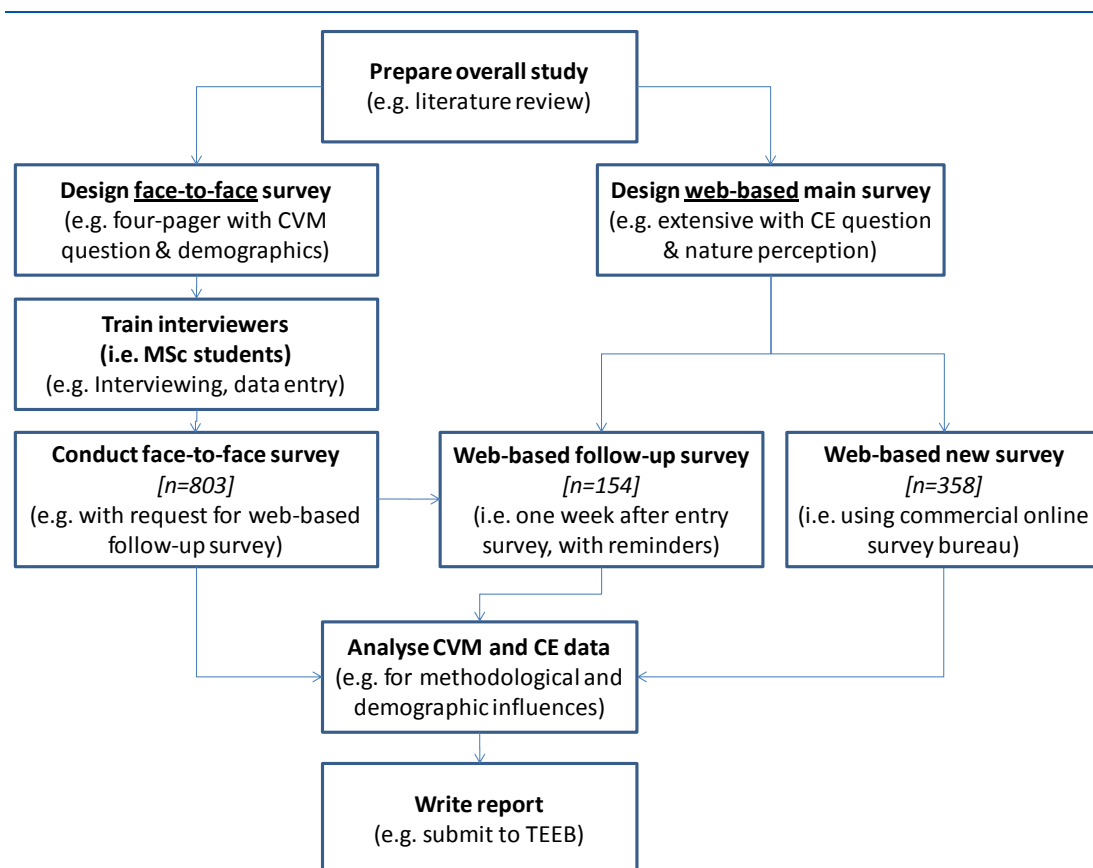 Prepare overall study
(e.g. literature review)
Design face-to-face survey
(e.g. four-pager with CVM
question & demographics)
Design web-based main survey
(e.g. extensive with CE question
& nature perception)
Train interviewers
(i.e. MSc students)
(e.g. Interviewing, data entry)
Conduct face-to-face survey
[n=803]
(e.g. with request for web-based
follow-up survey)
Web-based follow-up survey
[n=154]
(i.e. one week after entry
survey, with reminders)
Web-based new survey
[n=358]
(i.e. using commercial online
survey bureau)
Analyse CVM and CE data
(e.g. for methodological and
demographic influences)
Write report
(e.g. submit to TEEB)